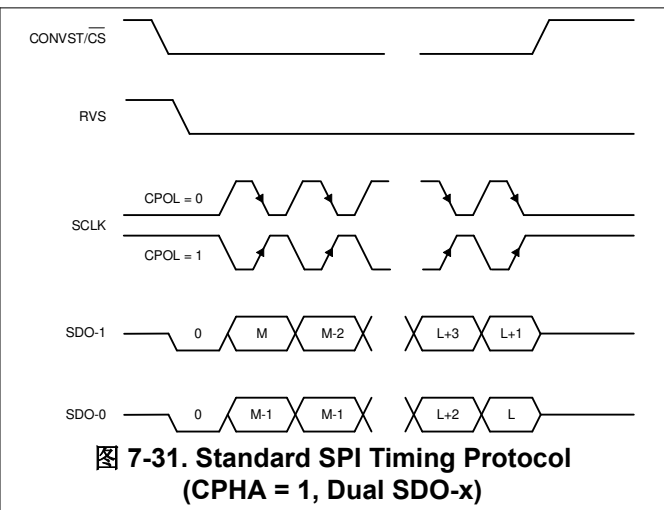 CONVST/CS
RVS
CPOL = 0
SCLK
CPOL = 1
SDO-1 0 M M-2 L+3 L+1
SDO-0 0 M-1 M-1 L+2 L
图 7-31. Standard SPI Timing Protocol
(CPHA = 1, Dual SDO-x)